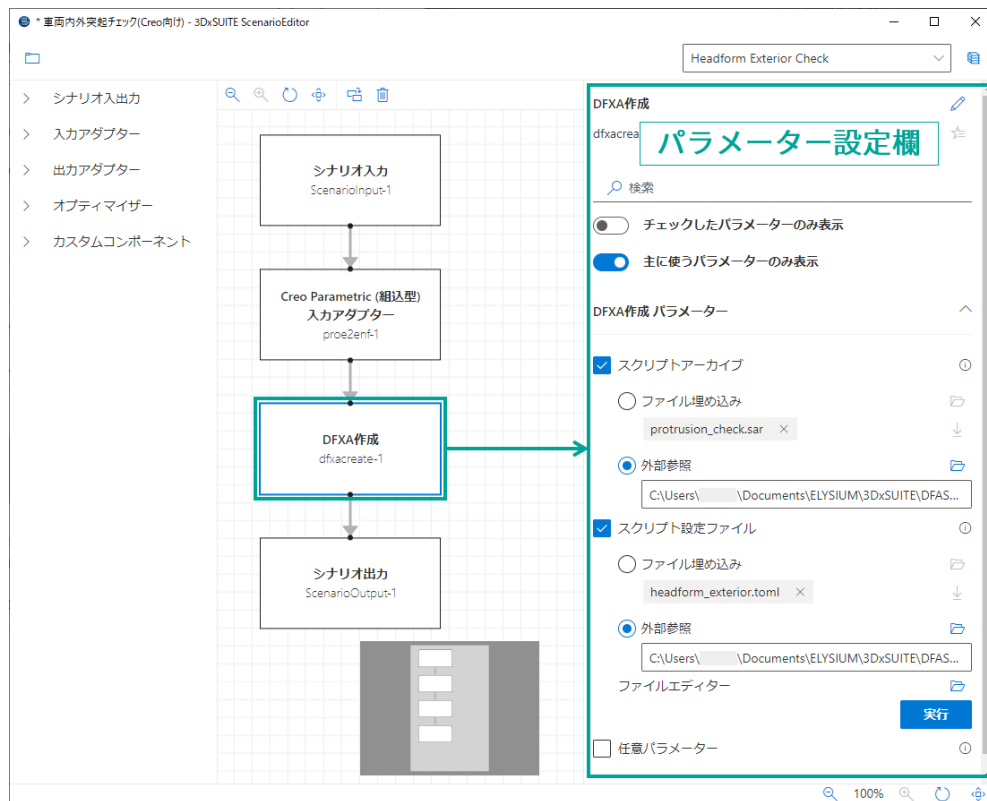 * 車両内外突起チェック(Creo向け) - 3DxSUITE ScenarioEditor
Headform Exterior Check
シナリオ入出力
入力アダプター
出力アダプター
オプティマイザー
カスタムコンポーネント
シナリオ入力
ScenarioInput-1
Creo Parametric (組込型)
入力アダプター
proe2enf-1
DFXA作成
dfxacreate-1
シナリオ出力
ScenarioOutput-1
DFXA作成
dfxacrea
パラメーター設定欄
検索
チェックしたパラメーターのみ表示
主に使うパラメーターのみ表示
DFXA作成 パラメーター
スクリプトアーカイブ
ファイル埋め込み
protrusion_check.sar
外部参照
C:\Users\ \Documents\ELYSIUM\3DxSUITE\DFAS...
スクリプト設定ファイル
ファイル埋め込み
headform_exterior.toml
外部参照
C:\Users\ \Documents\ELYSIUM\3DxSUITE\DFAS...
ファイルエディター
実行
任意パラメーター
100%